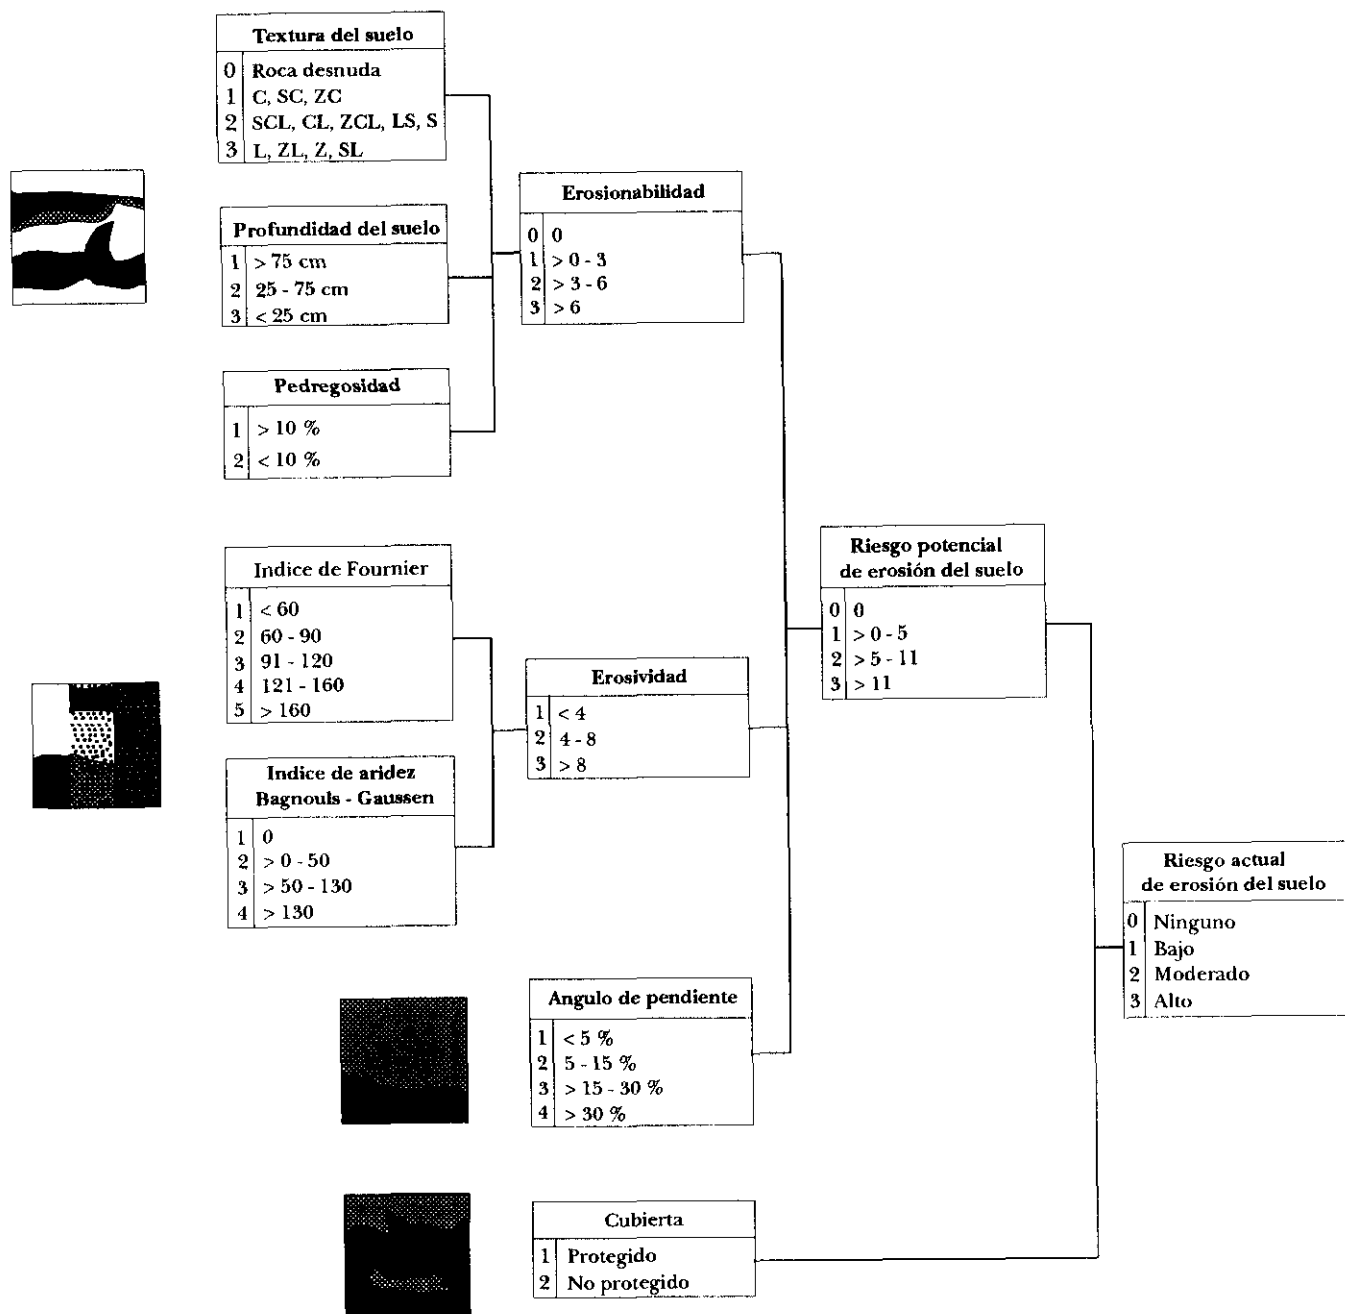 Textura del suelo
0 Roca desnuda
1 C, SC, ZC
2 SCL, CL, ZCL, LS, S
3 L, ZL, Z, SL
Profundidad del suelo
1 > 75 cm
2 25 - 75 cm
3 < 25 cm
Pedregosidad
1 > 10 %
2 < 10 %
Erosionabilidad
0 0
1 > 0 - 3
2 > 3 - 6
3 > 6
Indice de Fournier
1 < 60
2 60 - 90
3 91 - 120
4 121 - 160
5 > 160
Indice de aridez
Bagnouls - Gaussen
1 0
2 > 0 - 50
3 > 50 - 130
4 > 130
Erosividad
1 < 4
2 4 - 8
3 > 8
Angulo de pendiente
1 < 5 %
2 5 - 15 %
3 > 15 - 30 %
4 > 30 %
Riesgo potencial
de erosión del suelo
0 0
1 > 0 - 5
2 > 5 - 11
3 > 11
Cubierta
1 Protegido
2 No protegido
Riesgo actual
de erosión del suelo
0 Ninguno
1 Bajo
2 Moderado
3 Alto